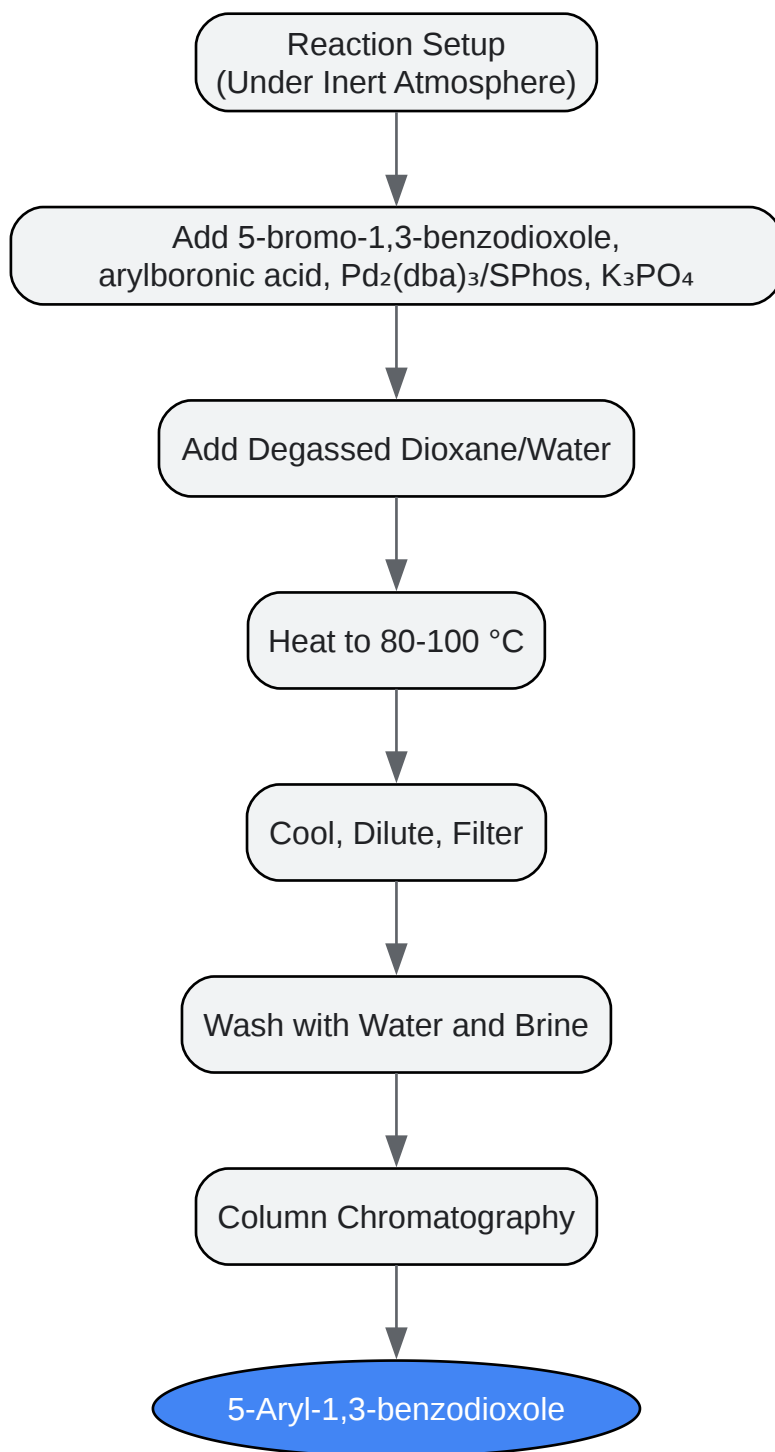 Reaction Setup
(Under Inert Atmosphere)
Add 5-bromo-1,3-benzodioxole,
arylboronic acid, Pd₂(dba)₃/SPhos, K₃PO₄
Add Degassed Dioxane/Water
Heat to 80-100 °C
Cool, Dilute, Filter
Wash with Water and Brine
Column Chromatography
5-Aryl-1,3-benzodioxole